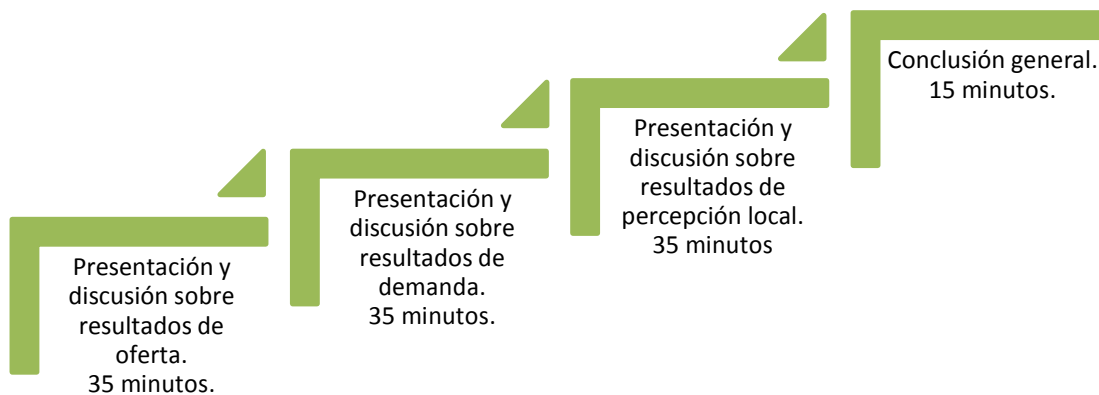 Presentación y
discusión sobre
resultados de
oferta.
35 minutos.
Presentación y
discusión sobre
resultados de
demanda.
35 minutos.
Presentación y
discusión sobre
resultados de
percepción local.
35 minutos
Conclusión general.
15 minutos.